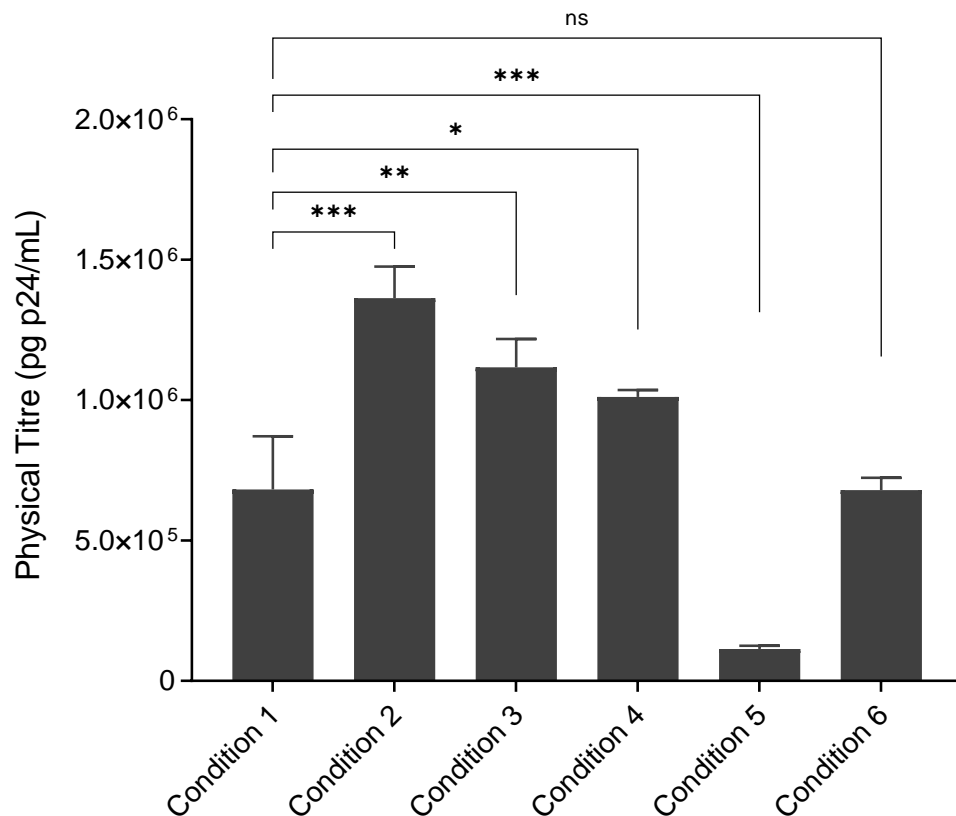 ns
***
*
**
***
2.0×10⁶
1.5×10⁶
1.0×10⁶
5.0×10⁵
0
Physical Titre (pg p24/mL)
Condition 1
Condition 2
Condition 3
Condition 4
Condition 5
Condition 6